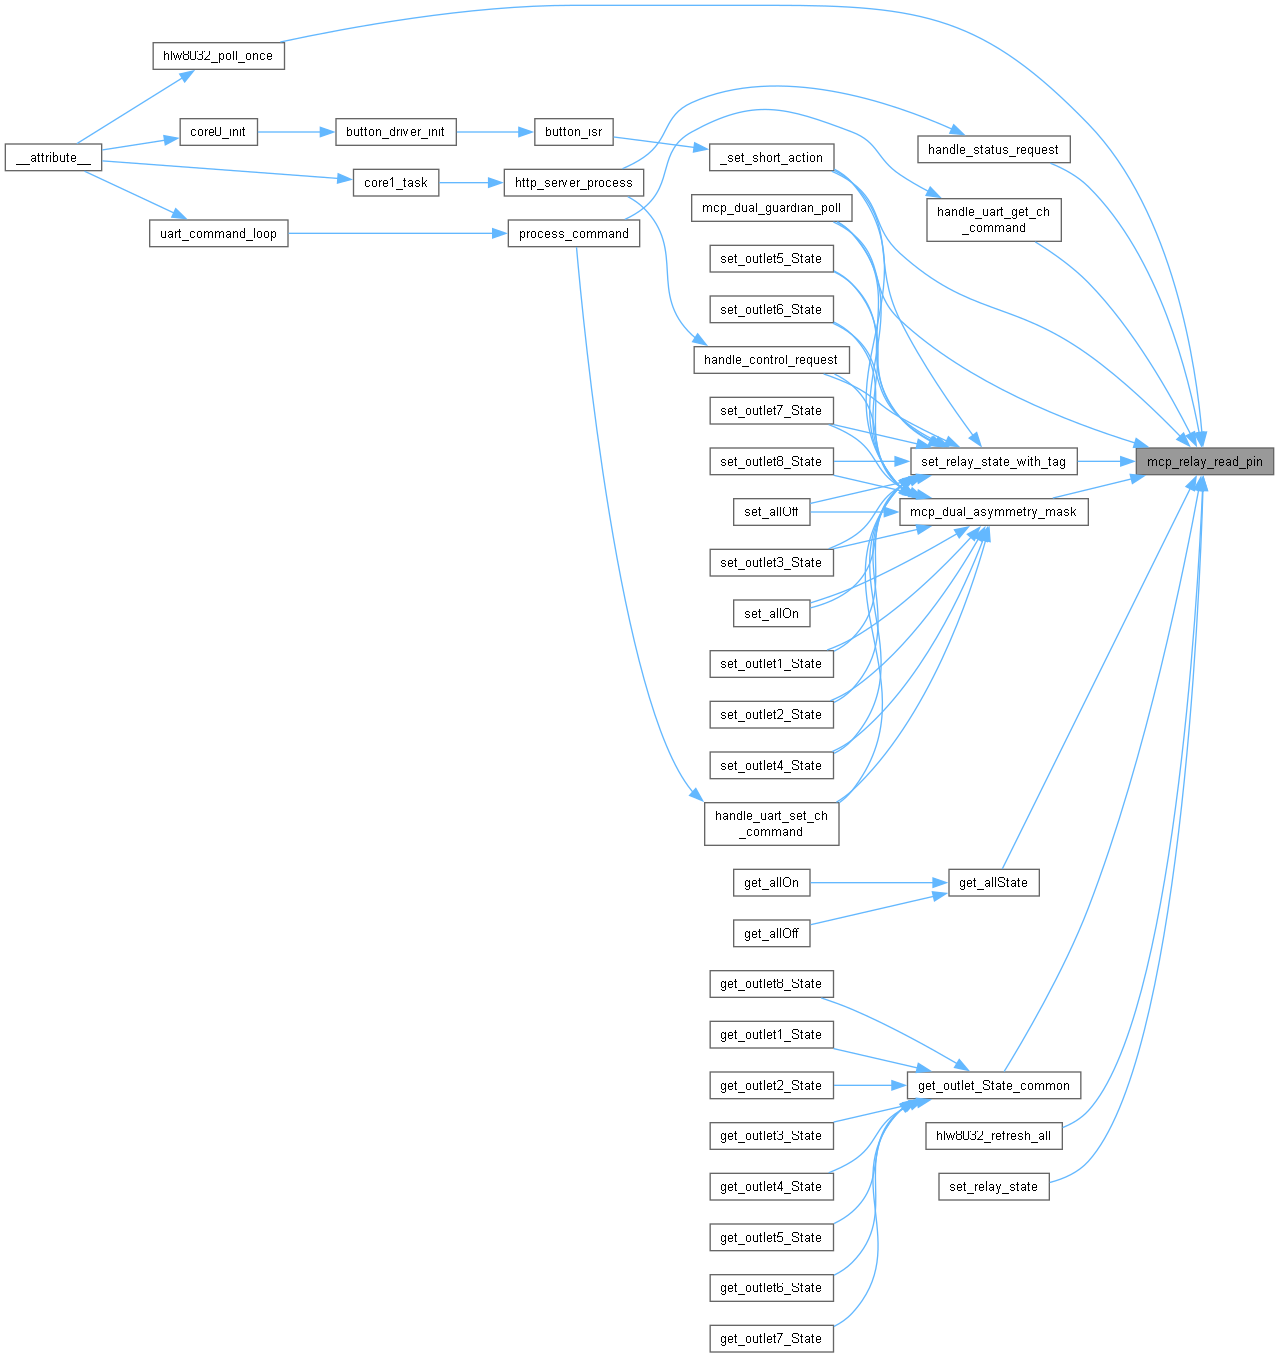 hlw8032_poll_once
core0_init
button_driver_init
button_isr
__attribute__
core1_task
http_server_process
uart_command_loop
process_command
_set_short_action
handle_status_request
mcp_dual_guardian_poll
handle_uart_get_ch
_command
set_outlet5_State
set_outlet6_State
handle_control_request
set_outlet7_State
set_outlet8_State
set_relay_state_with_tag
mcp_relay_read_pin
set_allOff
mcp_dual_asymmetry_mask
set_outlet3_State
set_allOn
set_outlet1_State
set_outlet2_State
set_outlet4_State
handle_uart_set_ch
_command
get_allOn
get_allState
get_allOff
get_outlet8_State
get_outlet1_State
get_outlet2_State
get_outlet_State_common
get_outlet3_State
hlw8032_refresh_all
get_outlet4_State
set_relay_state
get_outlet5_State
get_outlet6_State
get_outlet7_State